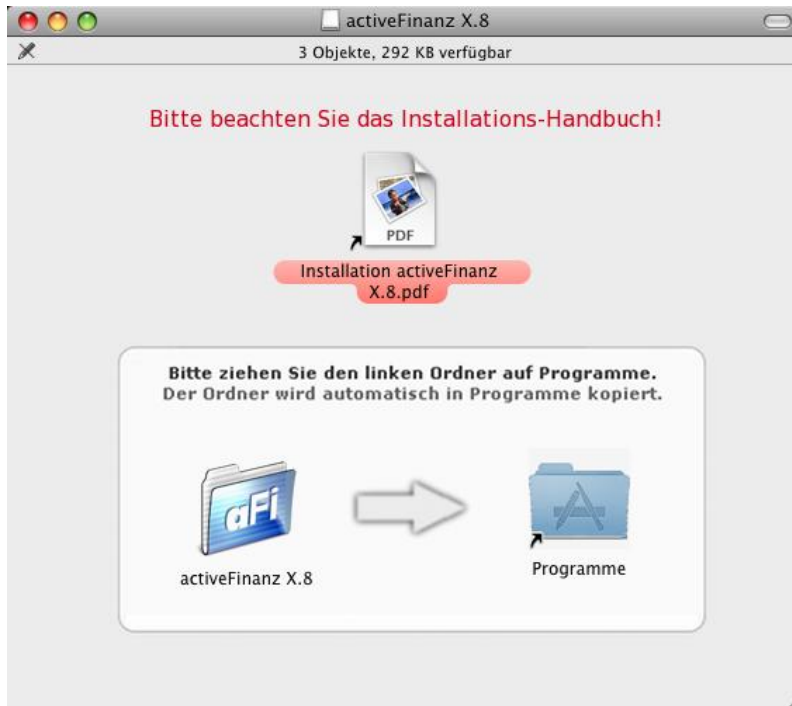 activeFinanz X.8
3 Objekte, 292 KB verfügbar
Bitte beachten Sie das Installations-Handbuch!
PDF
Installation activeFinanz
X.8.pdf
Bitte ziehen Sie den linken Ordner auf Programme.
Der Ordner wird automatisch in Programme kopiert.
aFi
activeFinanz X.8
Programme